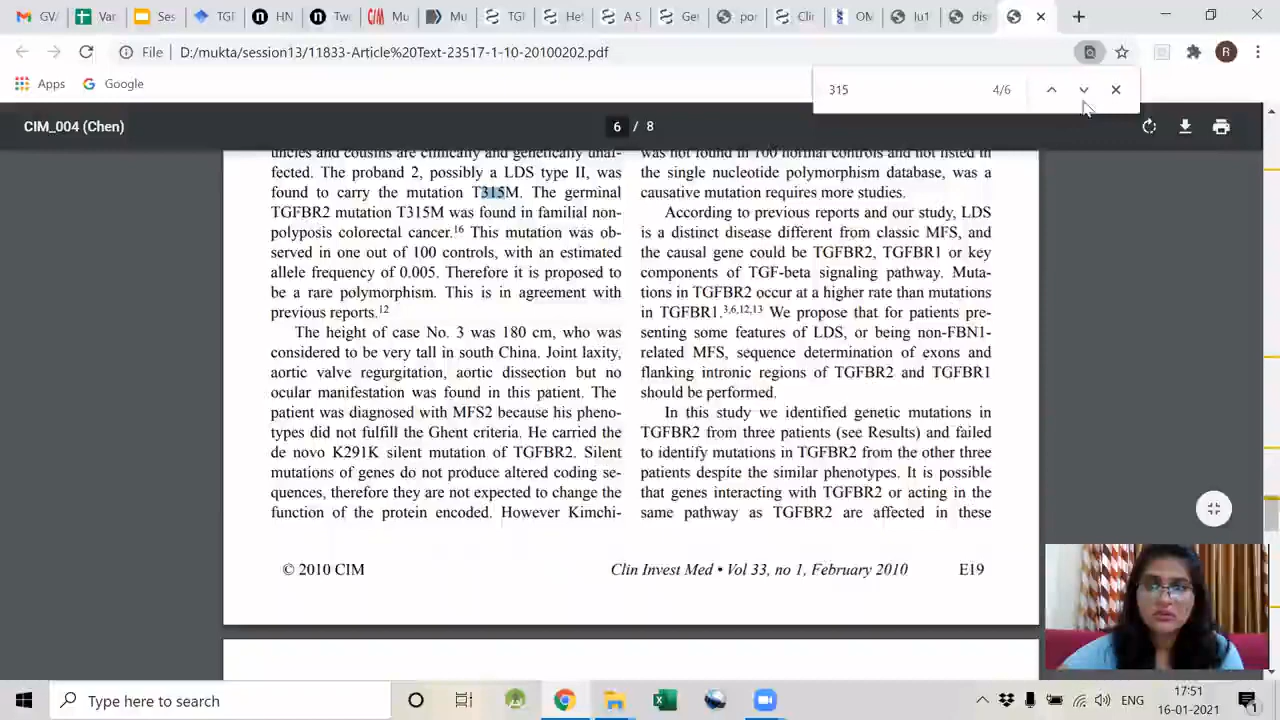 GV
Var
Ses
TGI
HN
Tw
Mu
Mu
TGI
He
A S
Ger
por
Clin
OM
lu1
dis
File D:/mukta/session13/11833-Article%20Text-23517-1-10-20100202.pdf
R
Apps Google
315 4/6
CIM_004 (Chen) 6 / 8
uncles and cousins are clinically and genetically unaf-
fected. The proband 2, possibly a LDS type II, was
found to carry the mutation T315M. The germinal
TGFBR2 mutation T315M was found in familial non-
polyposis colorectal cancer.16 This mutation was ob-
served in one out of 100 controls, with an estimated
allele frequency of 0.005. Therefore it is proposed to
be a rare polymorphism. This is in agreement with
previous reports.12
The height of case No. 3 was 180 cm, who was
considered to be very tall in south China. Joint laxity,
aortic valve regurgitation, aortic dissection but no
ocular manifestation was found in this patient. The
patient was diagnosed with MFS2 because his pheno-
types did not fulfill the Ghent criteria. He carried the
de novo K291K silent mutation of TGFBR2. Silent
mutations of genes do not produce altered coding se-
quences, therefore they are not expected to change the
function of the protein encoded. However Kimchi-
was not found in 100 normal controls and not listed in
the single nucleotide polymorphism database, was a
causative mutation requires more studies.
According to previous reports and our study, LDS
is a distinct disease different from classic MFS, and
the causal gene could be TGFBR2, TGFBR1 or key
components of TGF-beta signaling pathway. Muta-
tions in TGFBR2 occur at a higher rate than mutations
in TGFBR1.3,6,12,13 We propose that for patients pre-
senting some features of LDS, or being non-FBN1-
related MFS, sequence determination of exons and
flanking intronic regions of TGFBR2 and TGFBR1
should be performed.
In this study we identified genetic mutations in
TGFBR2 from three patients (see Results) and failed
to identify mutations in TGFBR2 from the other three
patients despite the similar phenotypes. It is possible
that genes interacting with TGFBR2 or acting in the
same pathway as TGFBR2 are affected in these
© 2010 CIM Clin Invest Med • Vol 33, no 1, February 2010 E19
Type here to search
ENG
17:51
16-01-2021
1